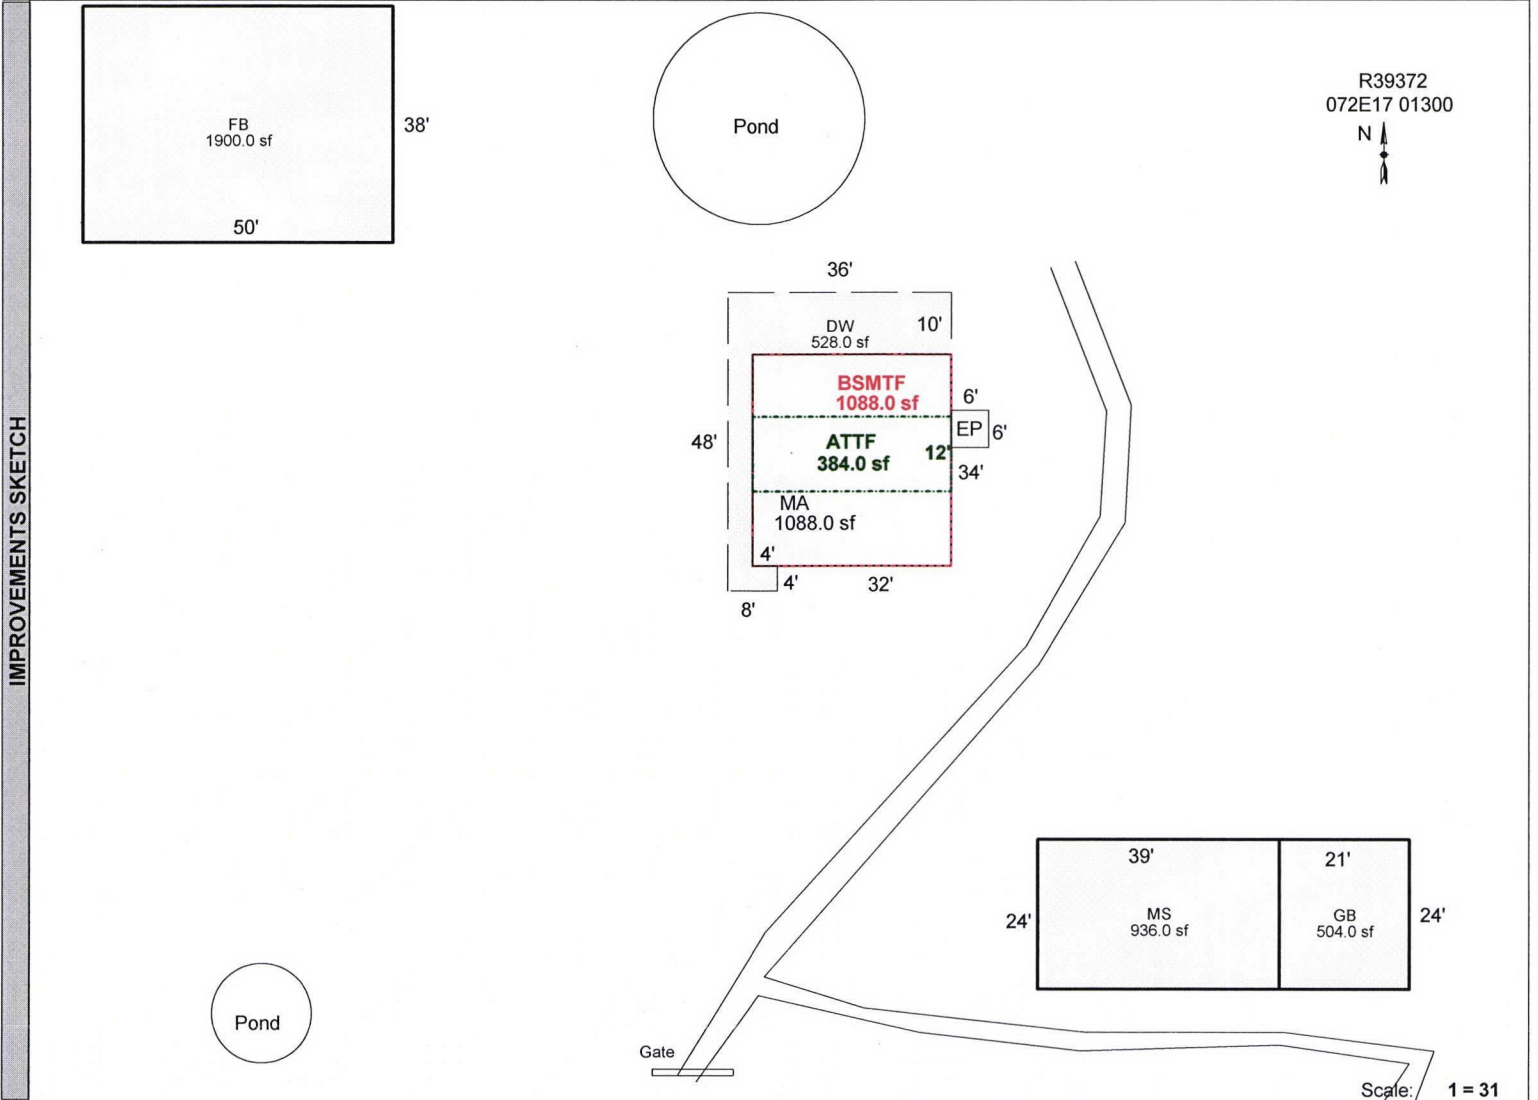 IMPROVEMENTS SKETCH
FB
1900.0 sf
38'
50'
Pond
R39372
072E17 01300
N
36'
DW
528.0 sf
10'
BSMTF
1088.0 sf
6'
EP
6'
48'
ATTF
384.0 sf
12'
34'
MA
1088.0 sf
4'
4'
32'
8'
39'
21'
24'
MS
936.0 sf
GB
504.0 sf
24'
Pond
Gate
Scale: 1 = 31